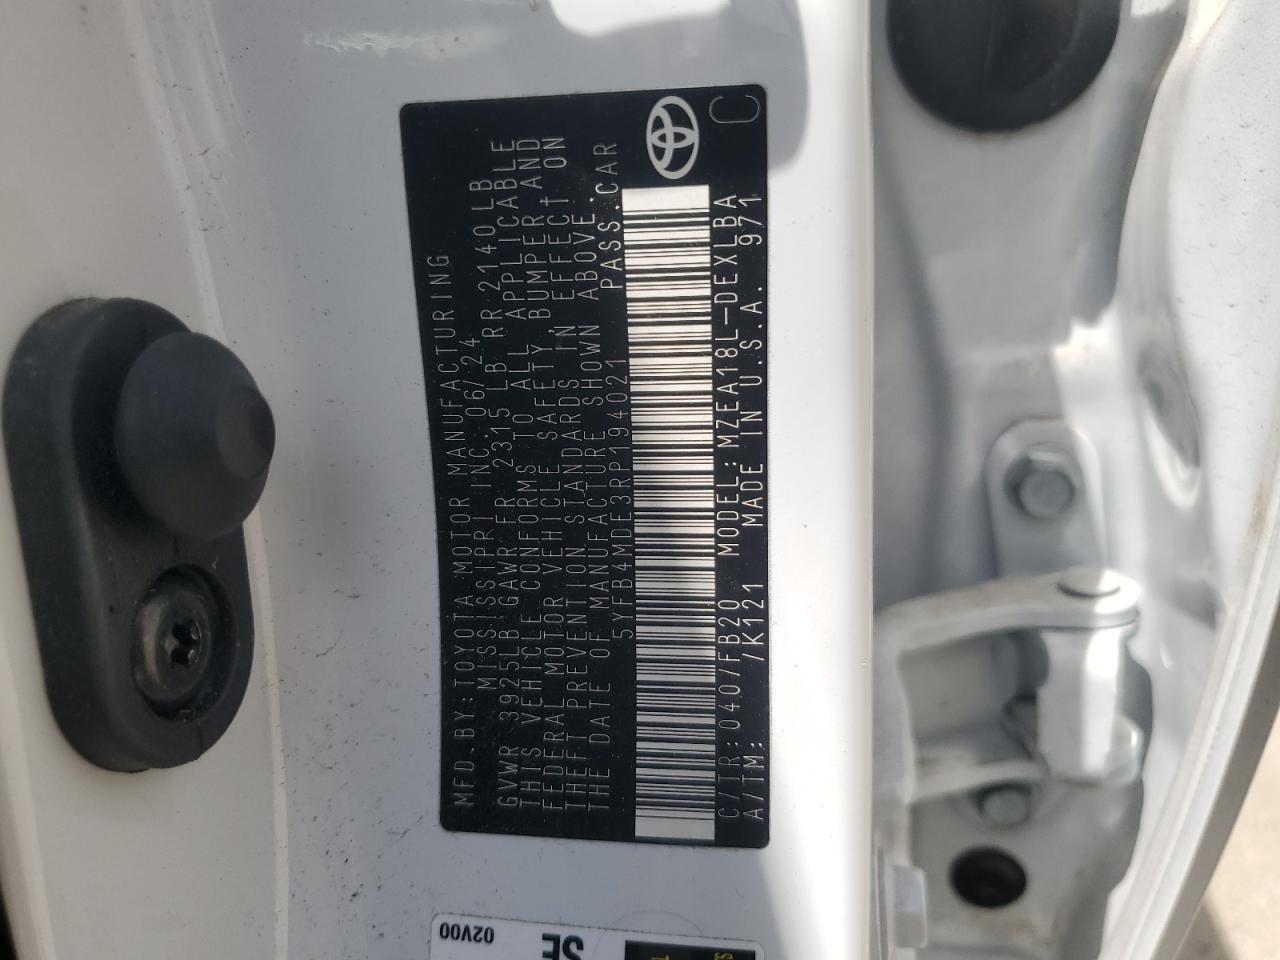 MFD.BY:TOYOTA MOTOR MANUFACTURING
MISSISSIPPI INC. 06/24
GVWR 3925LB GAWR FR 2315 LB RR 2140LB
THIS VEHICLE CONFORMS TO ALL APPLICABLE
FEDERAL MOTOR VEHICLE SAFETY, BUMPER, AND
THEFT PREVENTION STANDARDS IN EFFECT ON
THE DATE OF MANUFACTURE SHOWN ABOVE.
5YFB4MDE3RP194021 PASS.CAR
C/TR: 040/FB20 MODEL: MZEA18L-DEXLBA
A/TM: /K121 MADE IN U.S.A. 971
C
02V00
SE